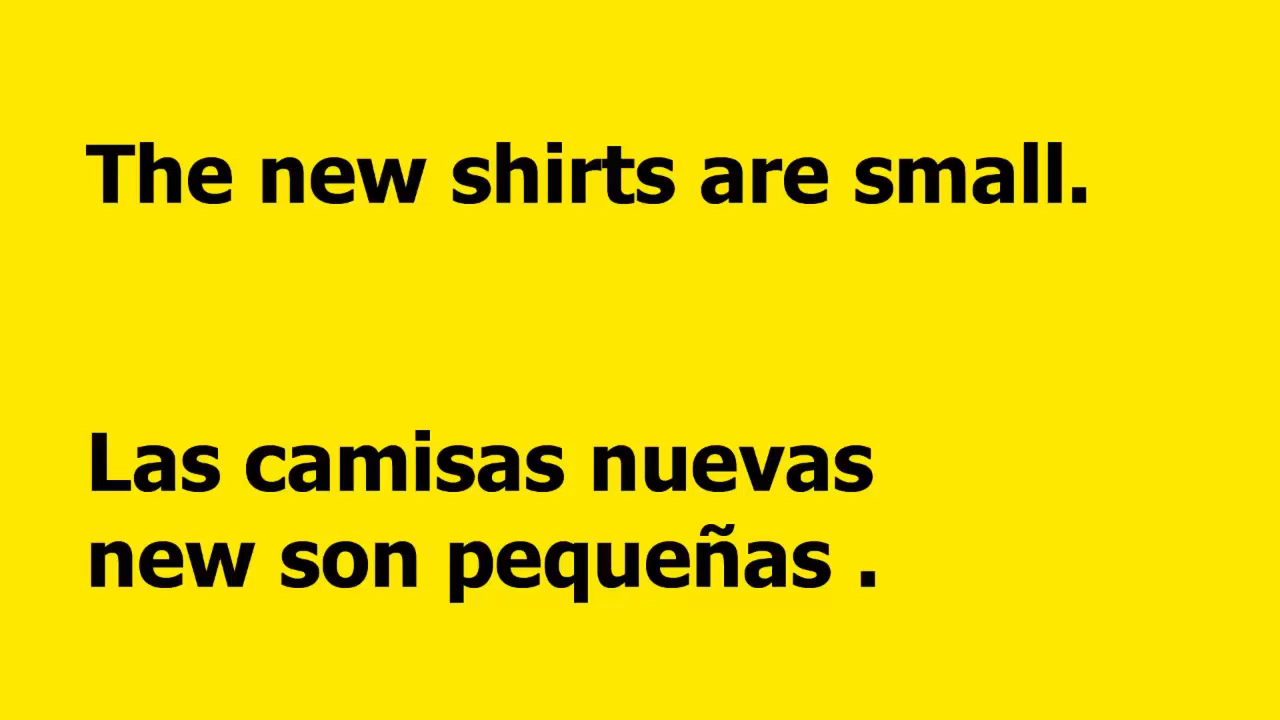 The new shirts are small.
Las camisas nuevas
new son pequeñas .